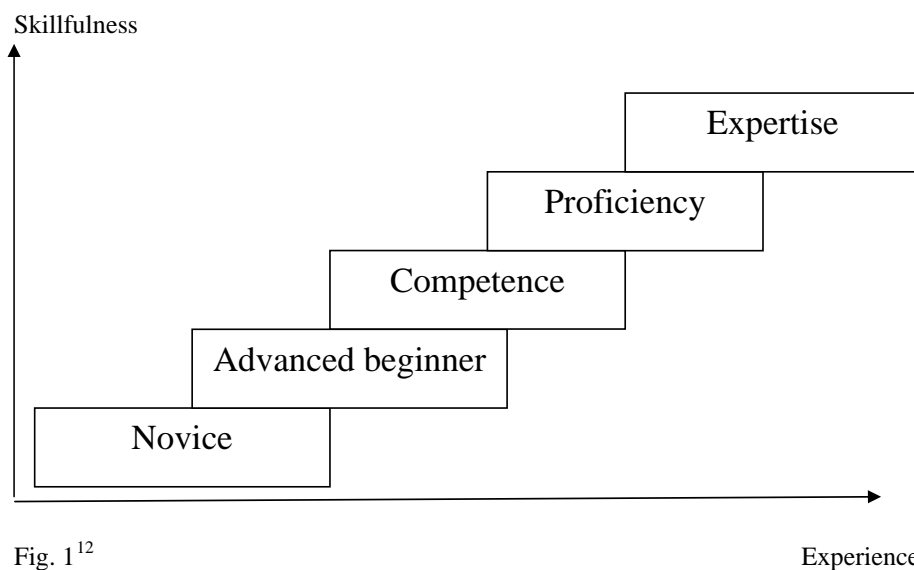 Skillfulness
Expertise
Proficiency
Competence
Advanced beginner
Novice
Fig. 1¹²
Experience